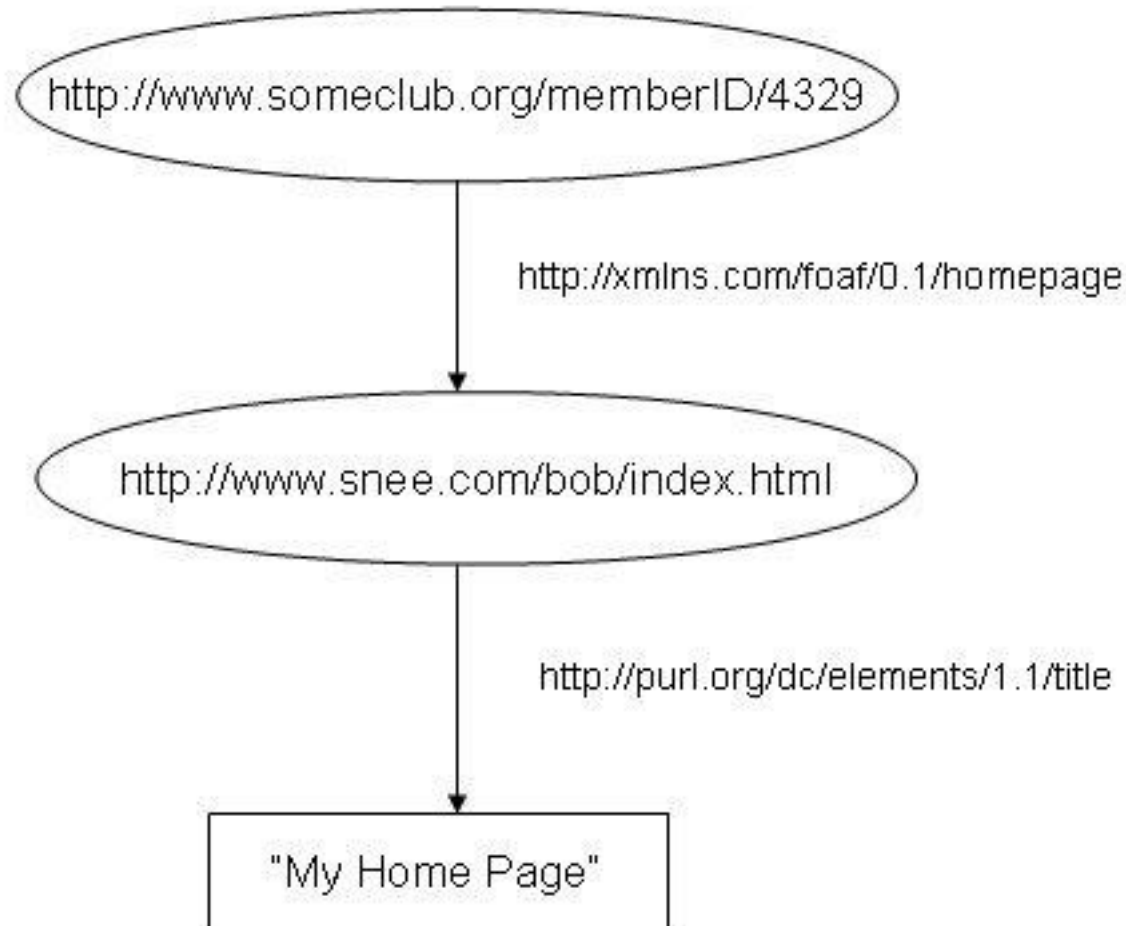 http://www.someclub.org/memberID/4329
http://xmlns.com/foaf/0.1/homepage
http://www.snee.com/bob/index.html
http://purl.org/dc/elements/1.1/title
"My Home Page"